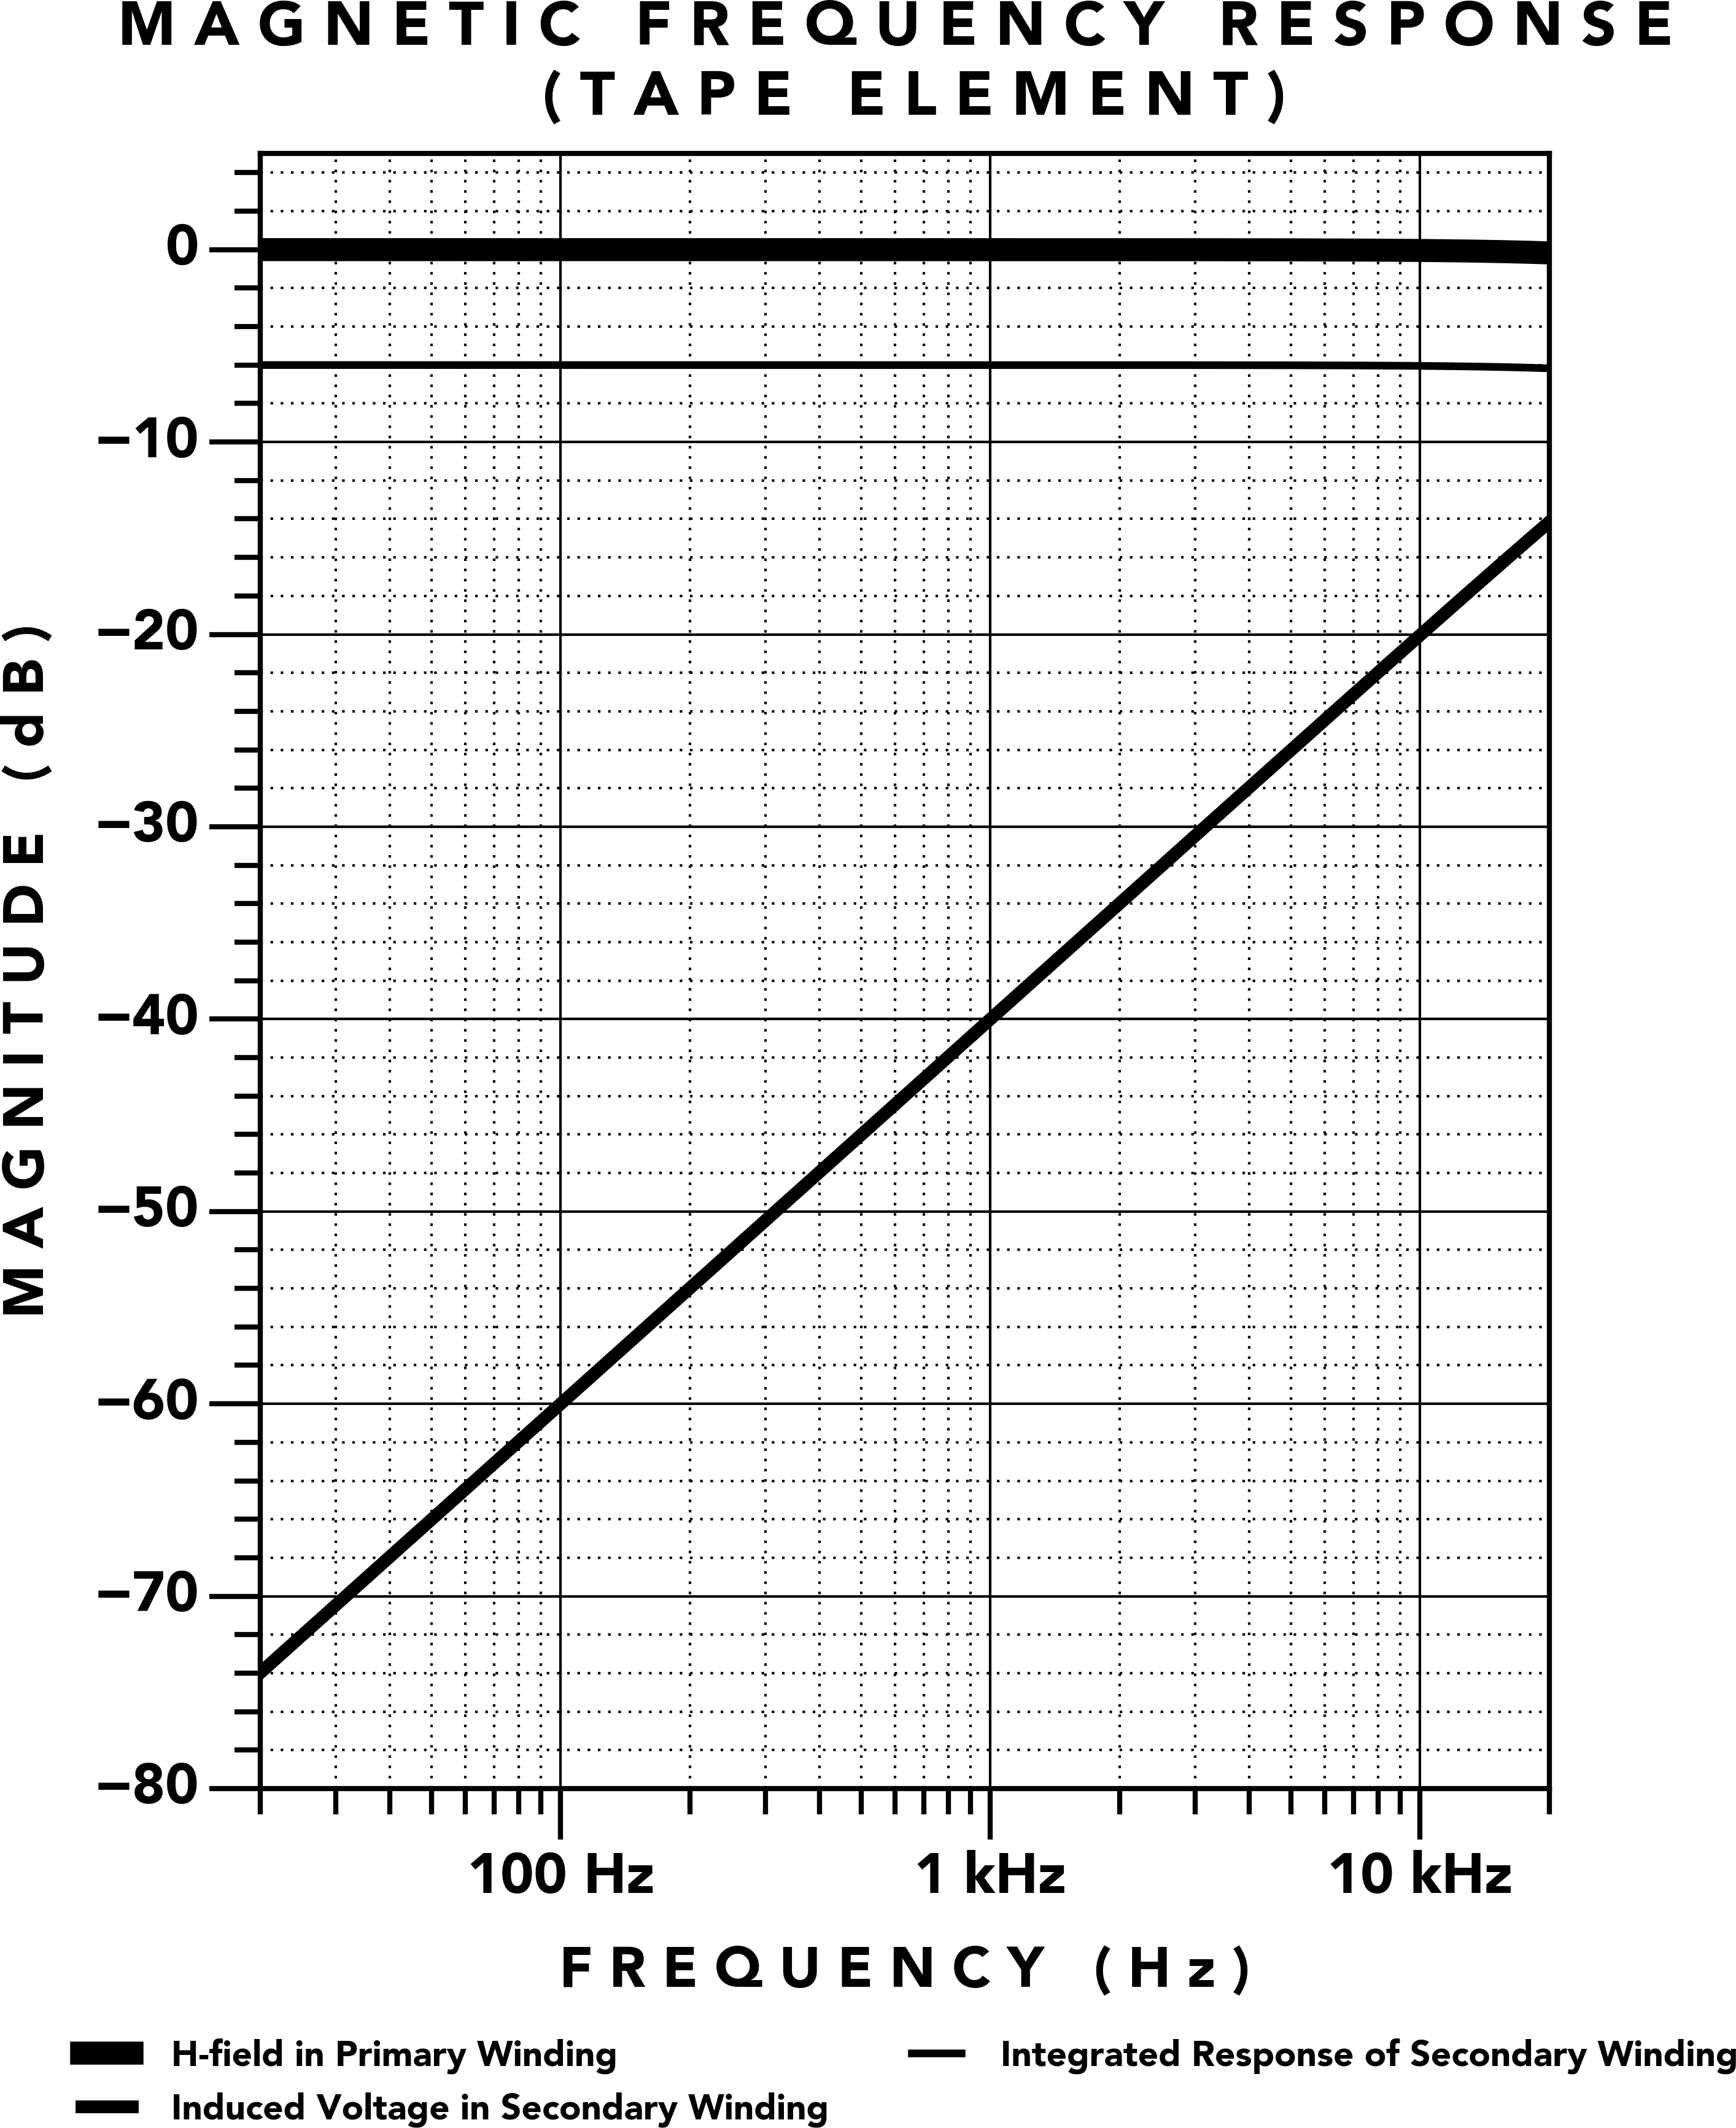 MAGNETIC FREQUENCY RESPONSE
(TAPE ELEMENT)
MAGNITUDE (dB)
0
−10
−20
−30
−40
−50
−60
−70
−80
100 Hz
1 kHz
10 kHz
FREQUENCY (Hz)
H-field in Primary Winding
Induced Voltage in Secondary Winding
Integrated Response of Secondary Winding